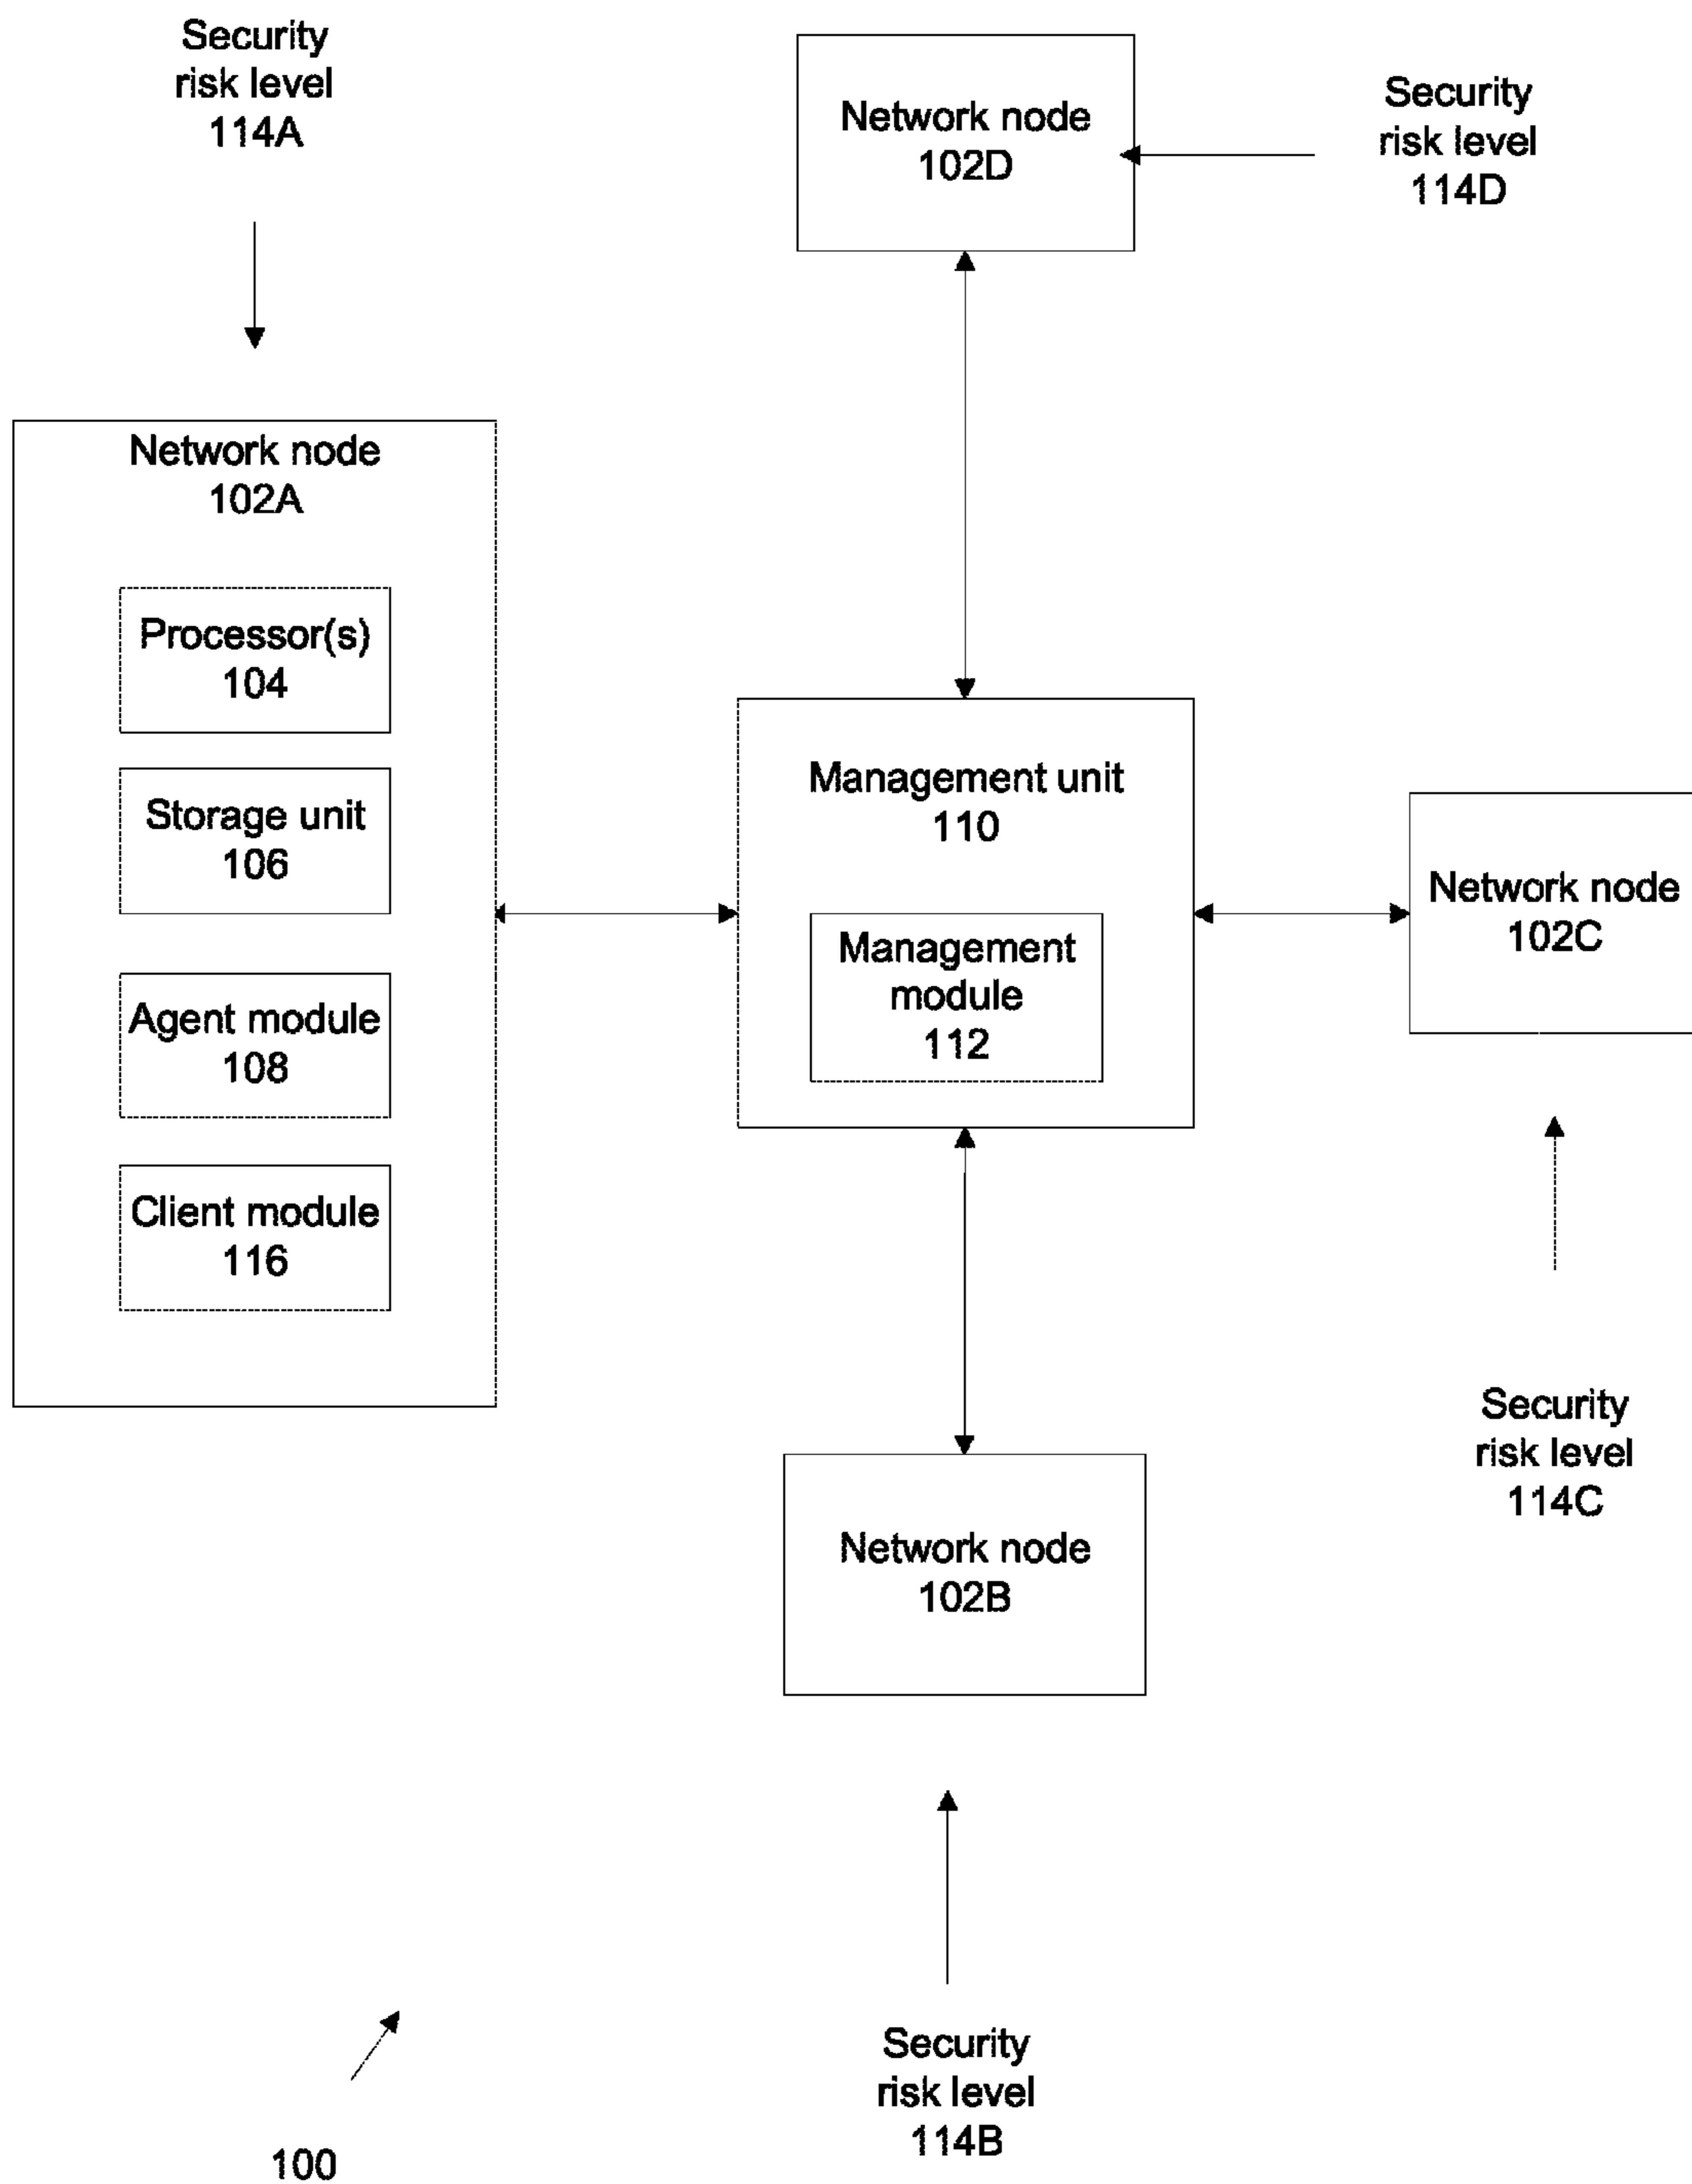 Security
risk level
114A
Network node
102D
Security
risk level
114D
Network node
102A
Processor(s)
104
Storage unit
106
Agent module
108
Client module
116
Management unit
110
Management
module
112
Network node
102C
Security
risk level
114C
Network node
102B
Security
risk level
114B
100